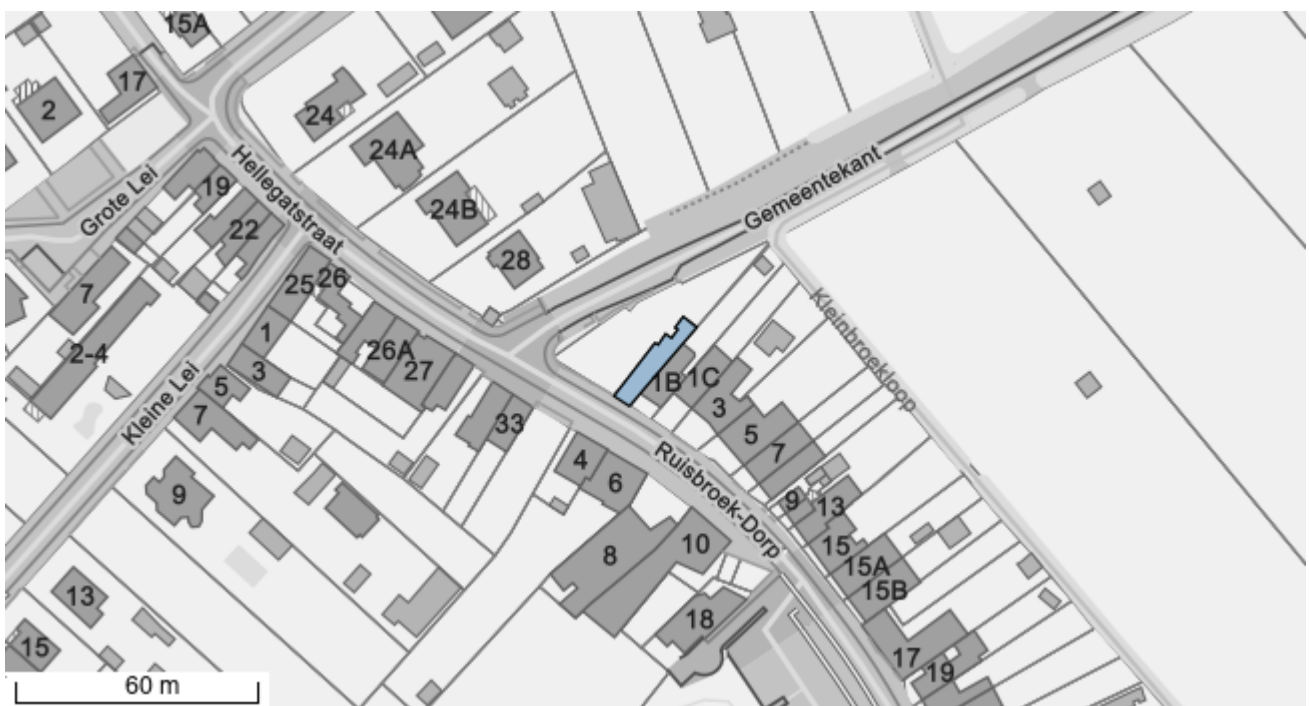 15A
17
2
24
24A
Hellegatstraat
Grote Lei
19
24B
22
Gemeentekant
28
25
26
7
2-4
1
26A
27
3
1B
1C
Kleinbroekloop
5
7
3
Kleine Lei
33
5
7
4
6
Ruisbroek-Dorp
9
9
13
8
10
15
15A
15B
13
18
15
17
19
60 m